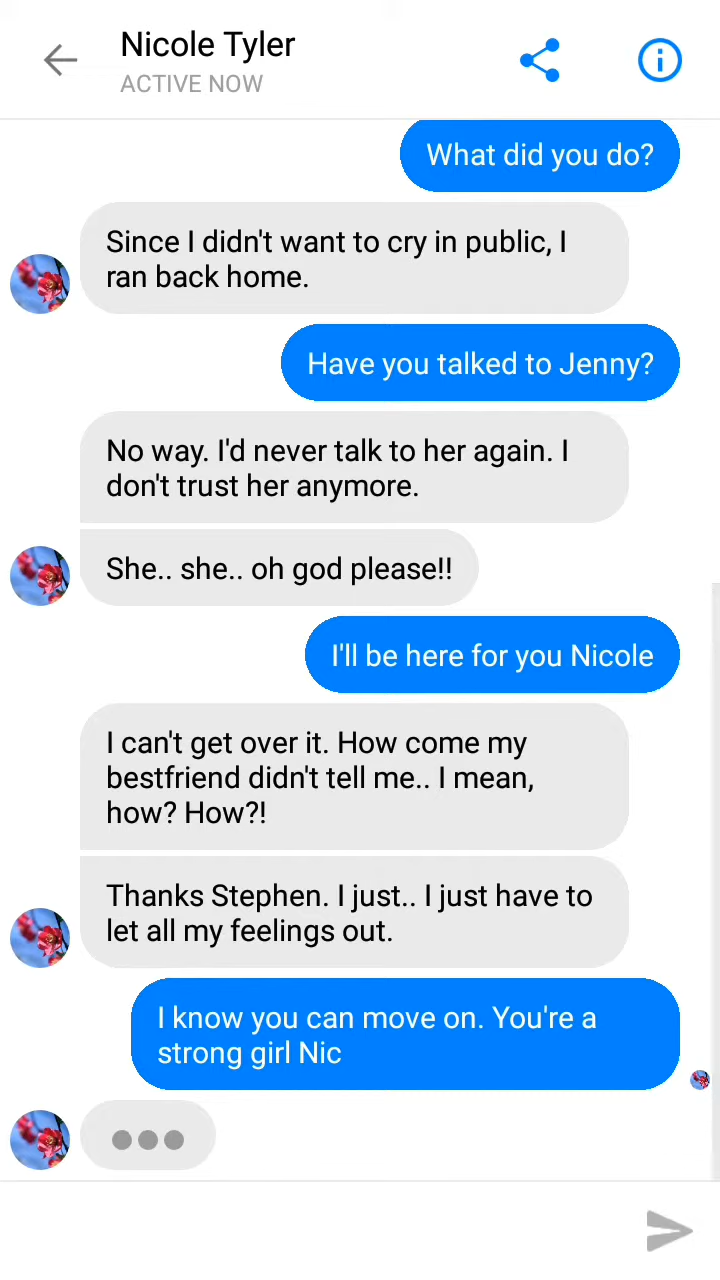 Nicole Tyler
ACTIVE NOW
What did you do?
Since I didn't want to cry in public, I
ran back home.
Have you talked to Jenny?
No way. I'd never talk to her again. I
don't trust her anymore.
She.. she.. oh god please!!
I'll be here for you Nicole
I can't get over it. How come my
bestfriend didn't tell me.. I mean,
how? How?!
Thanks Stephen. I just.. I just have to
let all my feelings out.
I know you can move on. You're a
strong girl Nic